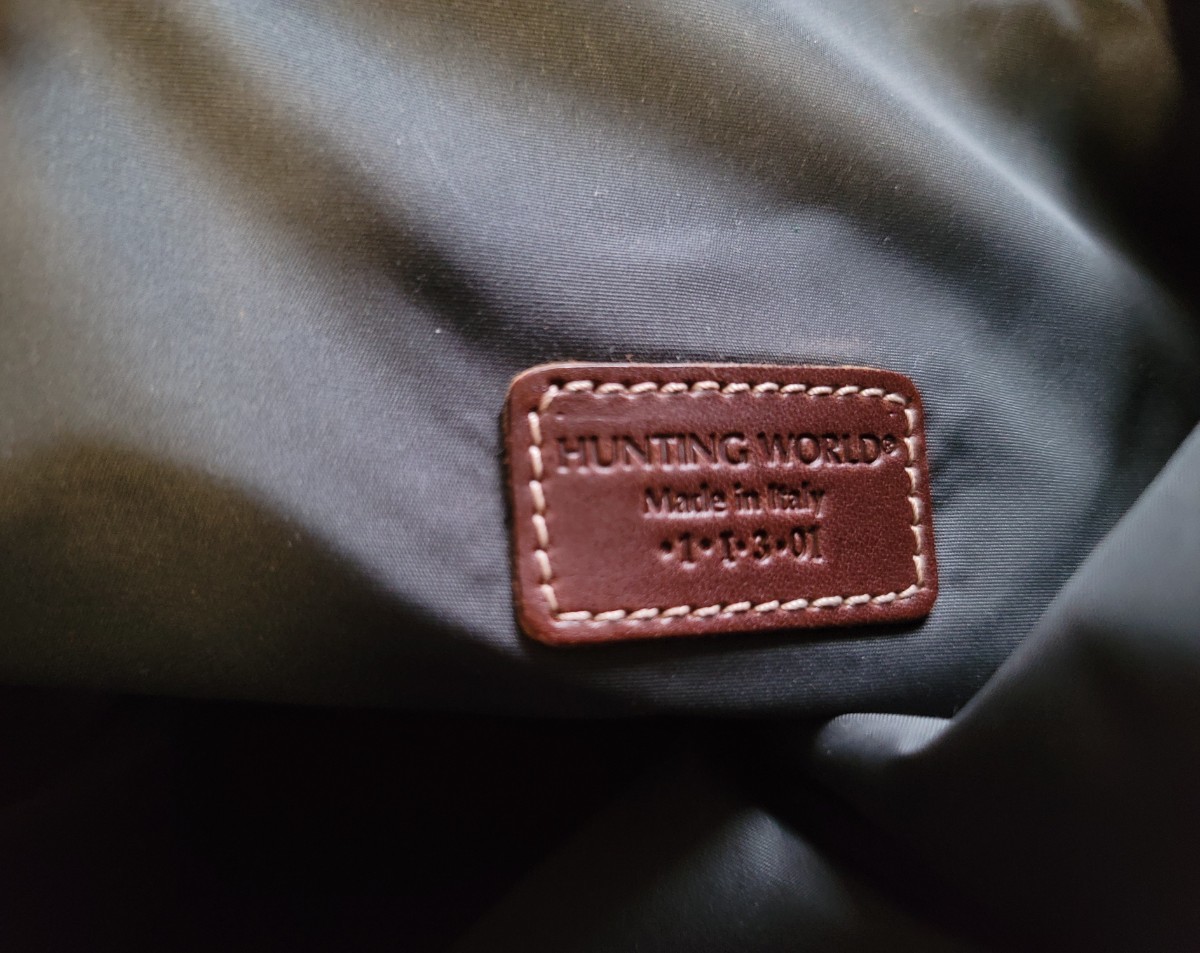 HUNTING WORLD®
Made in Italy
•1•1•3•01